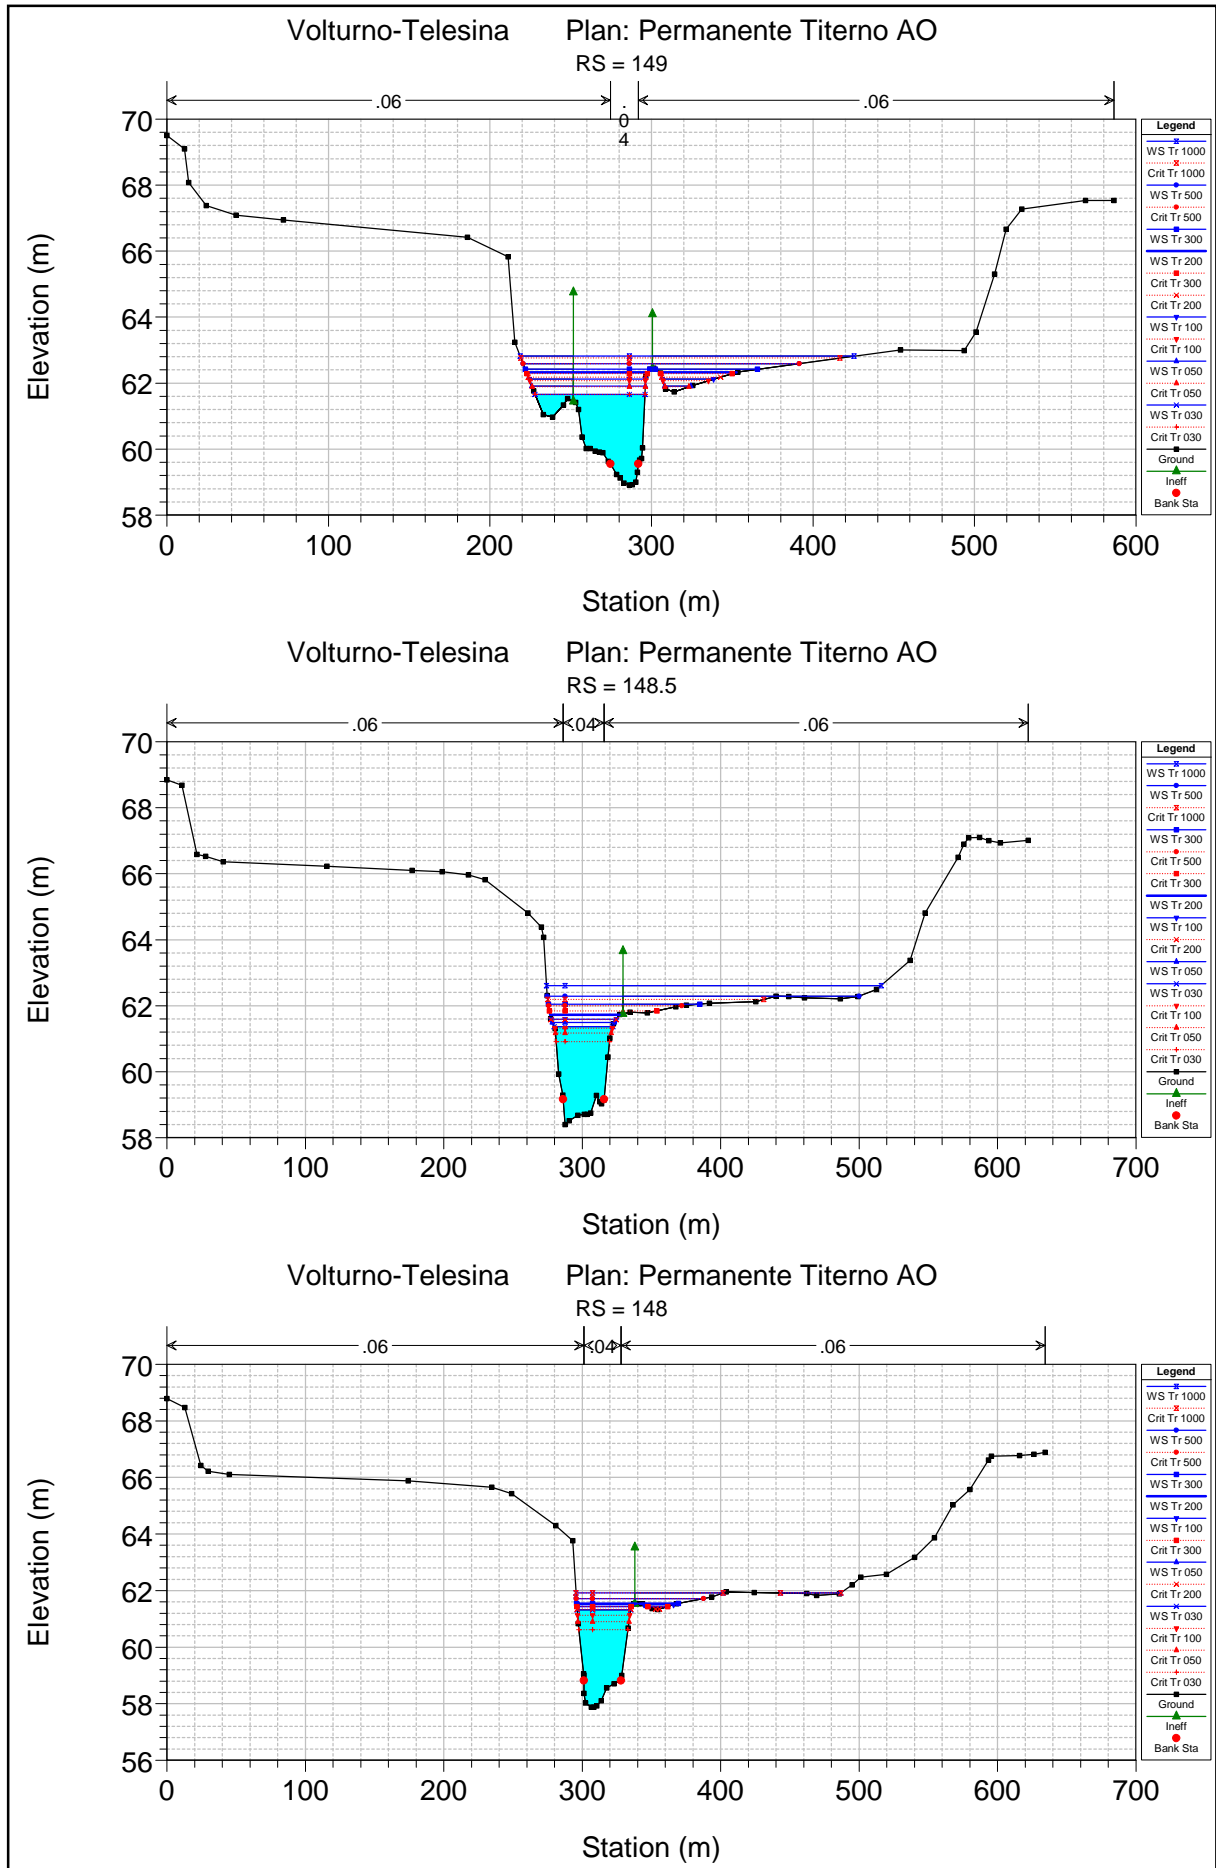 Volturno-Telesina Plan: Permanente Titerno AO
RS = 149
.06 .04 .06
Elevation (m)
70
68
66
64
62
60
58
0 100 200 300 400 500 600
Station (m)
Legend
WS Tr 1000
Crit Tr 1000
WS Tr 500
Crit Tr 500
WS Tr 300
WS Tr 200
Crit Tr 300
Crit Tr 200
WS Tr 100
Crit Tr 100
WS Tr 050
Crit Tr 050
WS Tr 030
Crit Tr 030
Ground
Ineff
Bank Sta
Volturno-Telesina Plan: Permanente Titerno AO
RS = 148.5
.06 .04 .06
Elevation (m)
70
68
66
64
62
60
58
0 100 200 300 400 500 600 700
Station (m)
Legend
WS Tr 1000
WS Tr 500
Crit Tr 1000
WS Tr 300
Crit Tr 500
Crit Tr 300
WS Tr 200
WS Tr 100
Crit Tr 200
WS Tr 050
WS Tr 030
Crit Tr 100
Crit Tr 050
Crit Tr 030
Ground
Ineff
Bank Sta
Volturno-Telesina Plan: Permanente Titerno AO
RS = 148
.06 .04 .06
Elevation (m)
70
68
66
64
62
60
58
56
0 100 200 300 400 500 600 700
Station (m)
Legend
WS Tr 1000
Crit Tr 1000
WS Tr 500
Crit Tr 500
WS Tr 300
WS Tr 200
WS Tr 100
Crit Tr 300
WS Tr 050
Crit Tr 200
WS Tr 030
Crit Tr 100
Crit Tr 050
Crit Tr 030
Ground
Ineff
Bank Sta